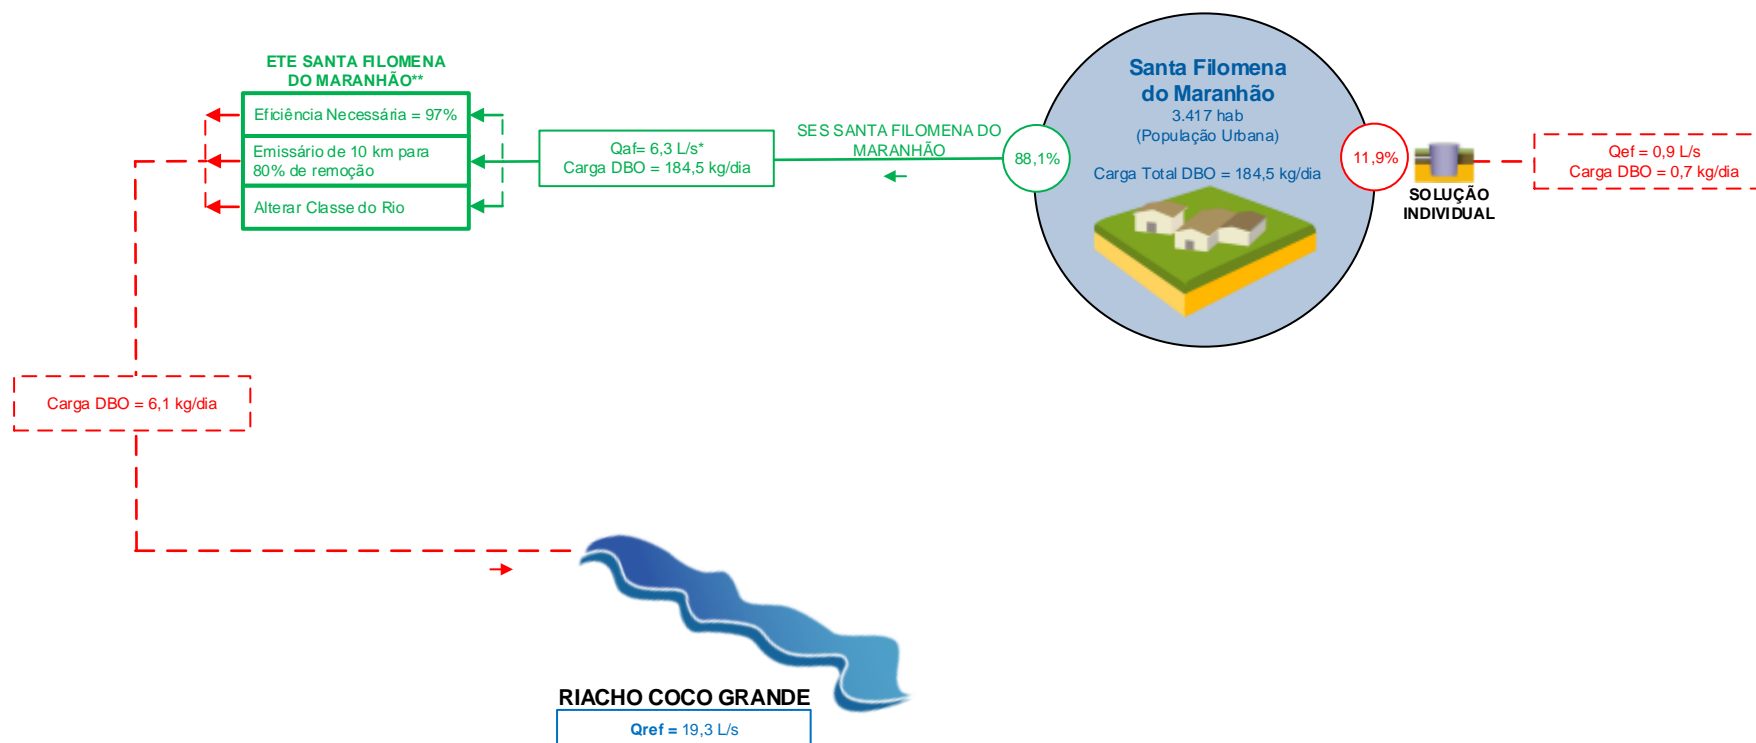 ETE SANTA FILOMENA
DO MARANHÃO**
Eficiência Necessária = 97%
Emissário de 10 km para
80% de remoção
Alterar Classe do Rio
Qaf= 6,3 L/s*
Carga DBO = 184,5 kg/dia
SES SANTA FILOMENA DO
MARANHÃO
88,1%
Santa Filomena
do Maranhão
3.417 hab
(População Urbana)
Carga Total DBO = 184,5 kg/dia
11,9%
SOLUÇÃO
INDIVIDUAL
Qef = 0,9 L/s
Carga DBO = 0,7 kg/dia
Carga DBO = 6,1 kg/dia
RIACHO COCO GRANDE
Qref = 19,3 L/s